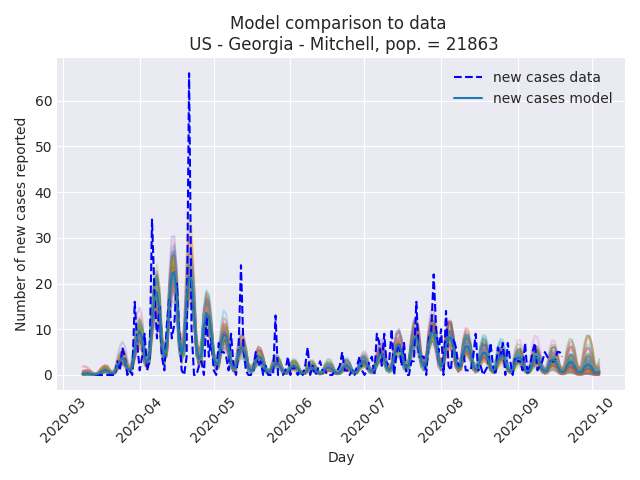 Model comparison to data
US - Georgia - Mitchell, pop. = 21863
new cases data
new cases model
Number of new cases reported
60
50
40
30
20
10
0
2020-03
2020-04
2020-05
2020-06
2020-07
2020-08
2020-09
2020-10
Day